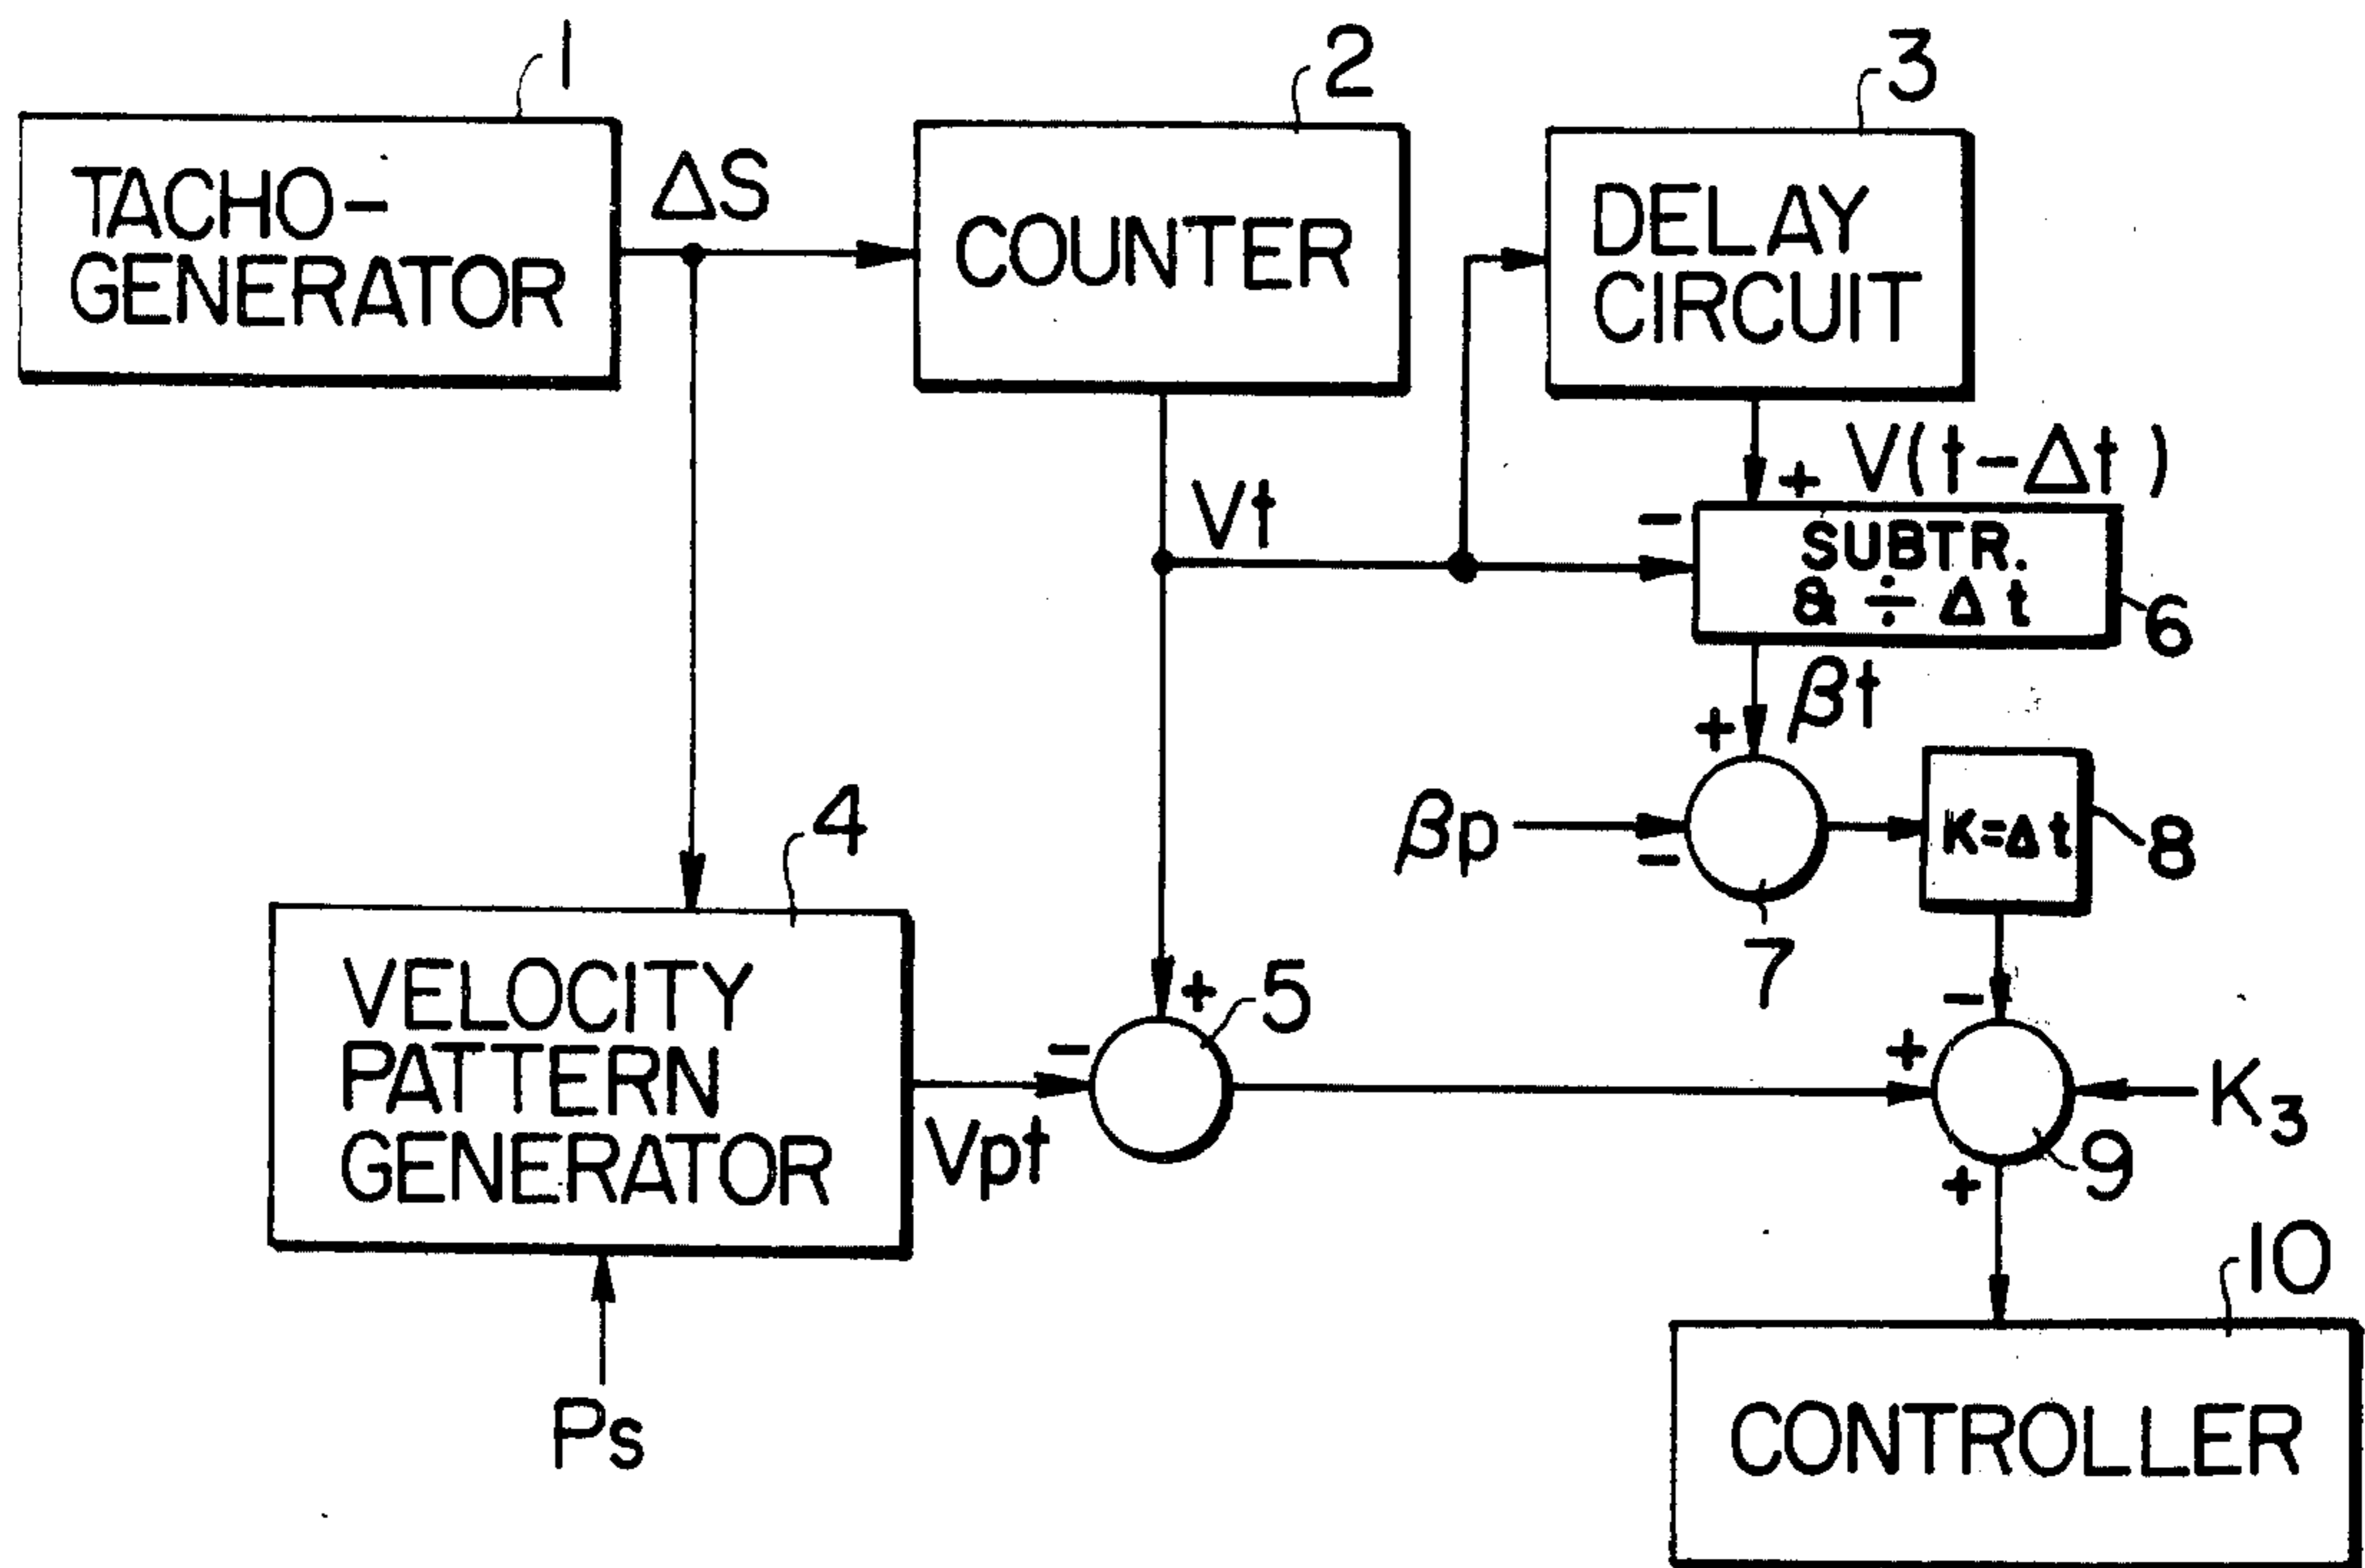 1
2
3
TACHO-
GENERATOR
ΔS
COUNTER
DELAY
CIRCUIT
+ V(t-Δt)
Vt
-
SUBTR.
& ÷ Δt
6
βt
+
βp
-
K=Δt
8
7
4
VELOCITY
PATTERN
GENERATOR
-
Vpt
+
5
-
+
K3
9
+
Ps
10
CONTROLLER